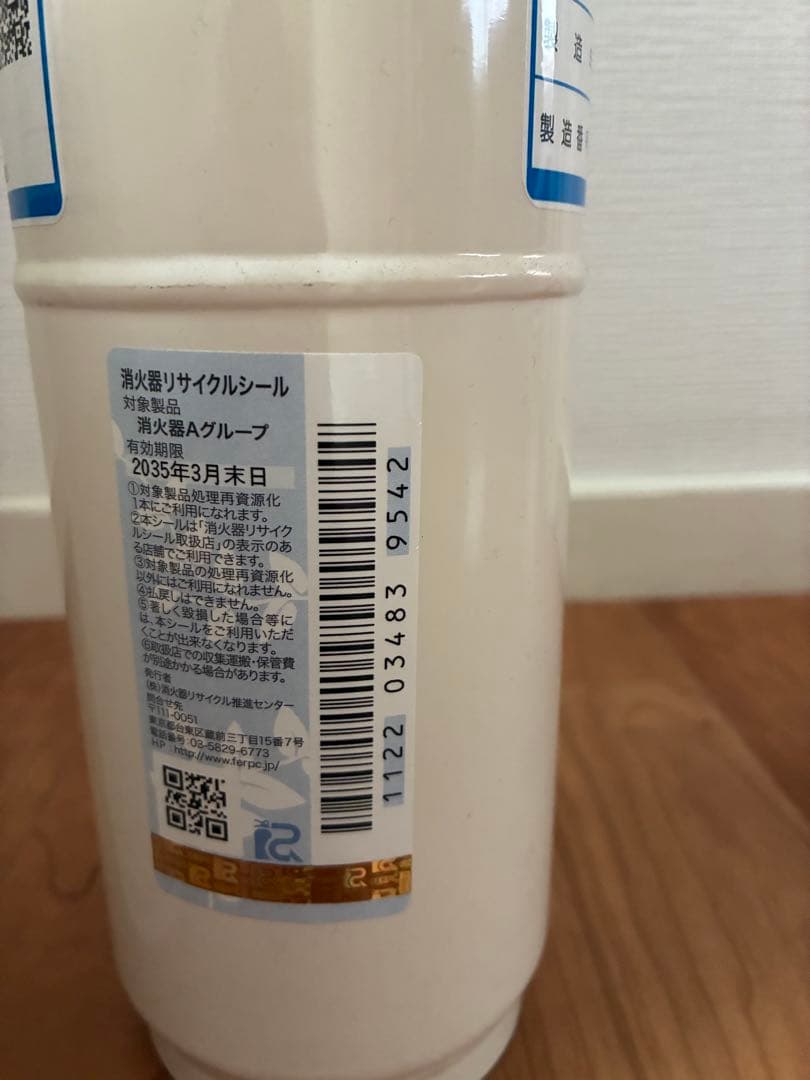 製造
製造番
消火器リサイクルシール
対象製品
消火器Aグループ
有効期限
2035年3月末日
①対象製品処理再資源化
1本にご利用になれます。
②本シールは「消火器リサイク
ルシール取扱店」の表示のあ
る店舗でご利用できます。
③対象製品の処理再資源化
以外にはご利用になれません。
④払戻しはできません。
⑤著しく毀損した場合等に
は、本シールをご利用いただ
くことが出来なくなります。
⑥取扱店での収集運搬・保管費
が別途かかる場合があります。
発行者
(株)消火器リサイクル推進センター
問合せ先
〒111-0051
東京都台東区蔵前三丁目15番7号
電話番号:03-5829-6773
H.P.:http://www.ferpc.jp/
1122 03483 9542